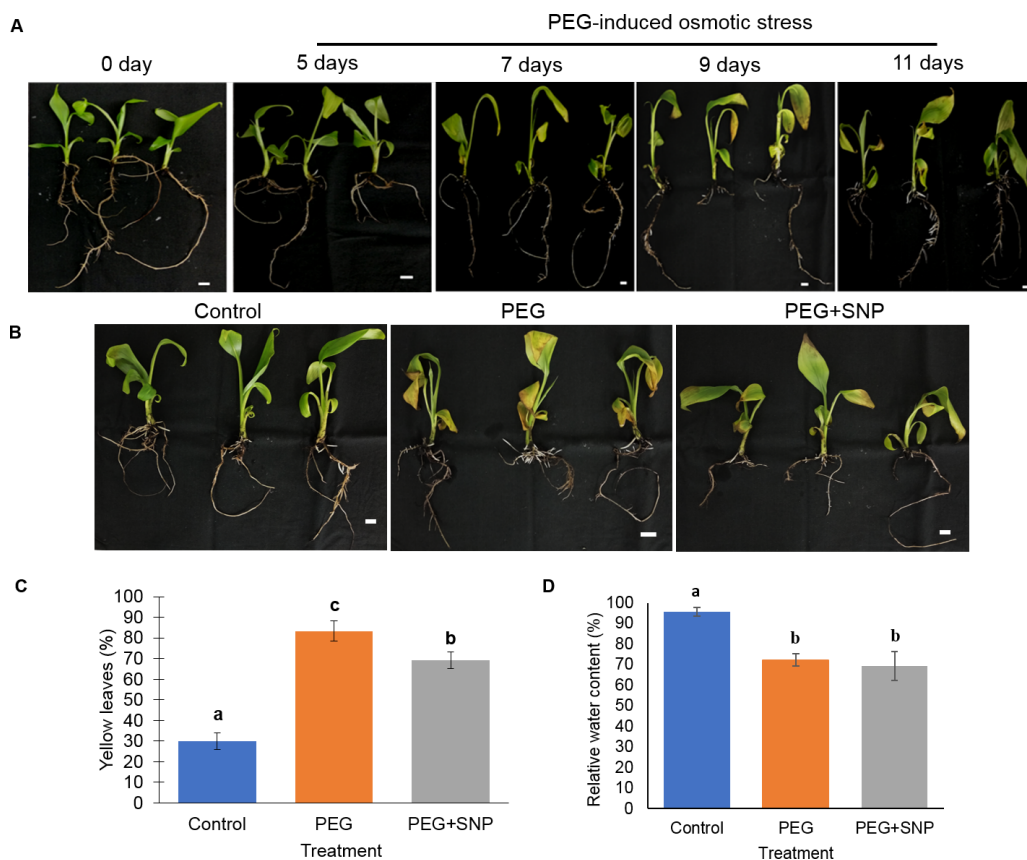 A
PEG-induced osmotic stress
0 day
5 days
7 days
9 days
11 days
B
Control
PEG
PEG+SNP
C
Yellow leaves (%)
100
90
80
70
60
50
40
30
20
10
0
a
c
b
Control
PEG
PEG+SNP
Treatment
D
Relative water content (%)
100
90
80
70
60
50
40
30
20
10
0
a
b
b
Control
PEG
PEG+SNP
Treatment